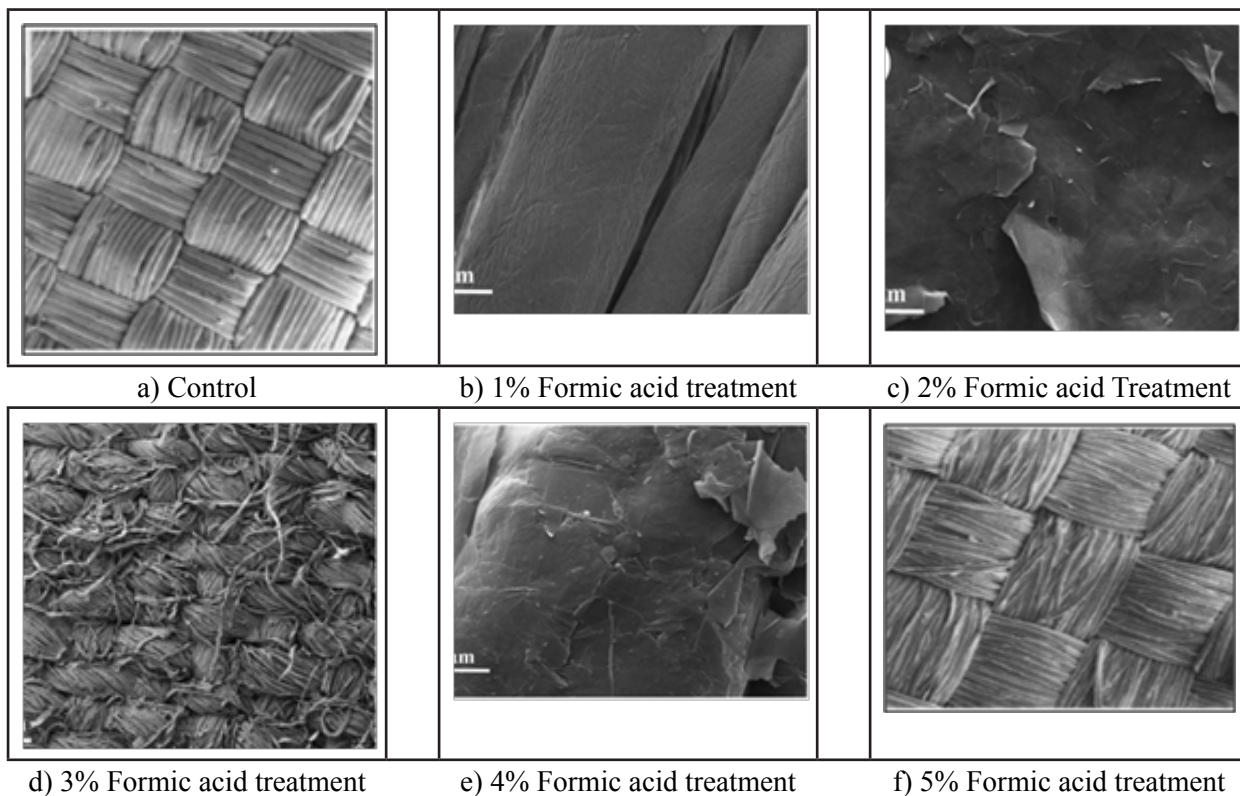 m
a) Control
b) 1% Formic acid treatment
c) 2% Formic acid Treatment
m
d) 3% Formic acid treatment
e) 4% Formic acid treatment
f) 5% Formic acid treatment